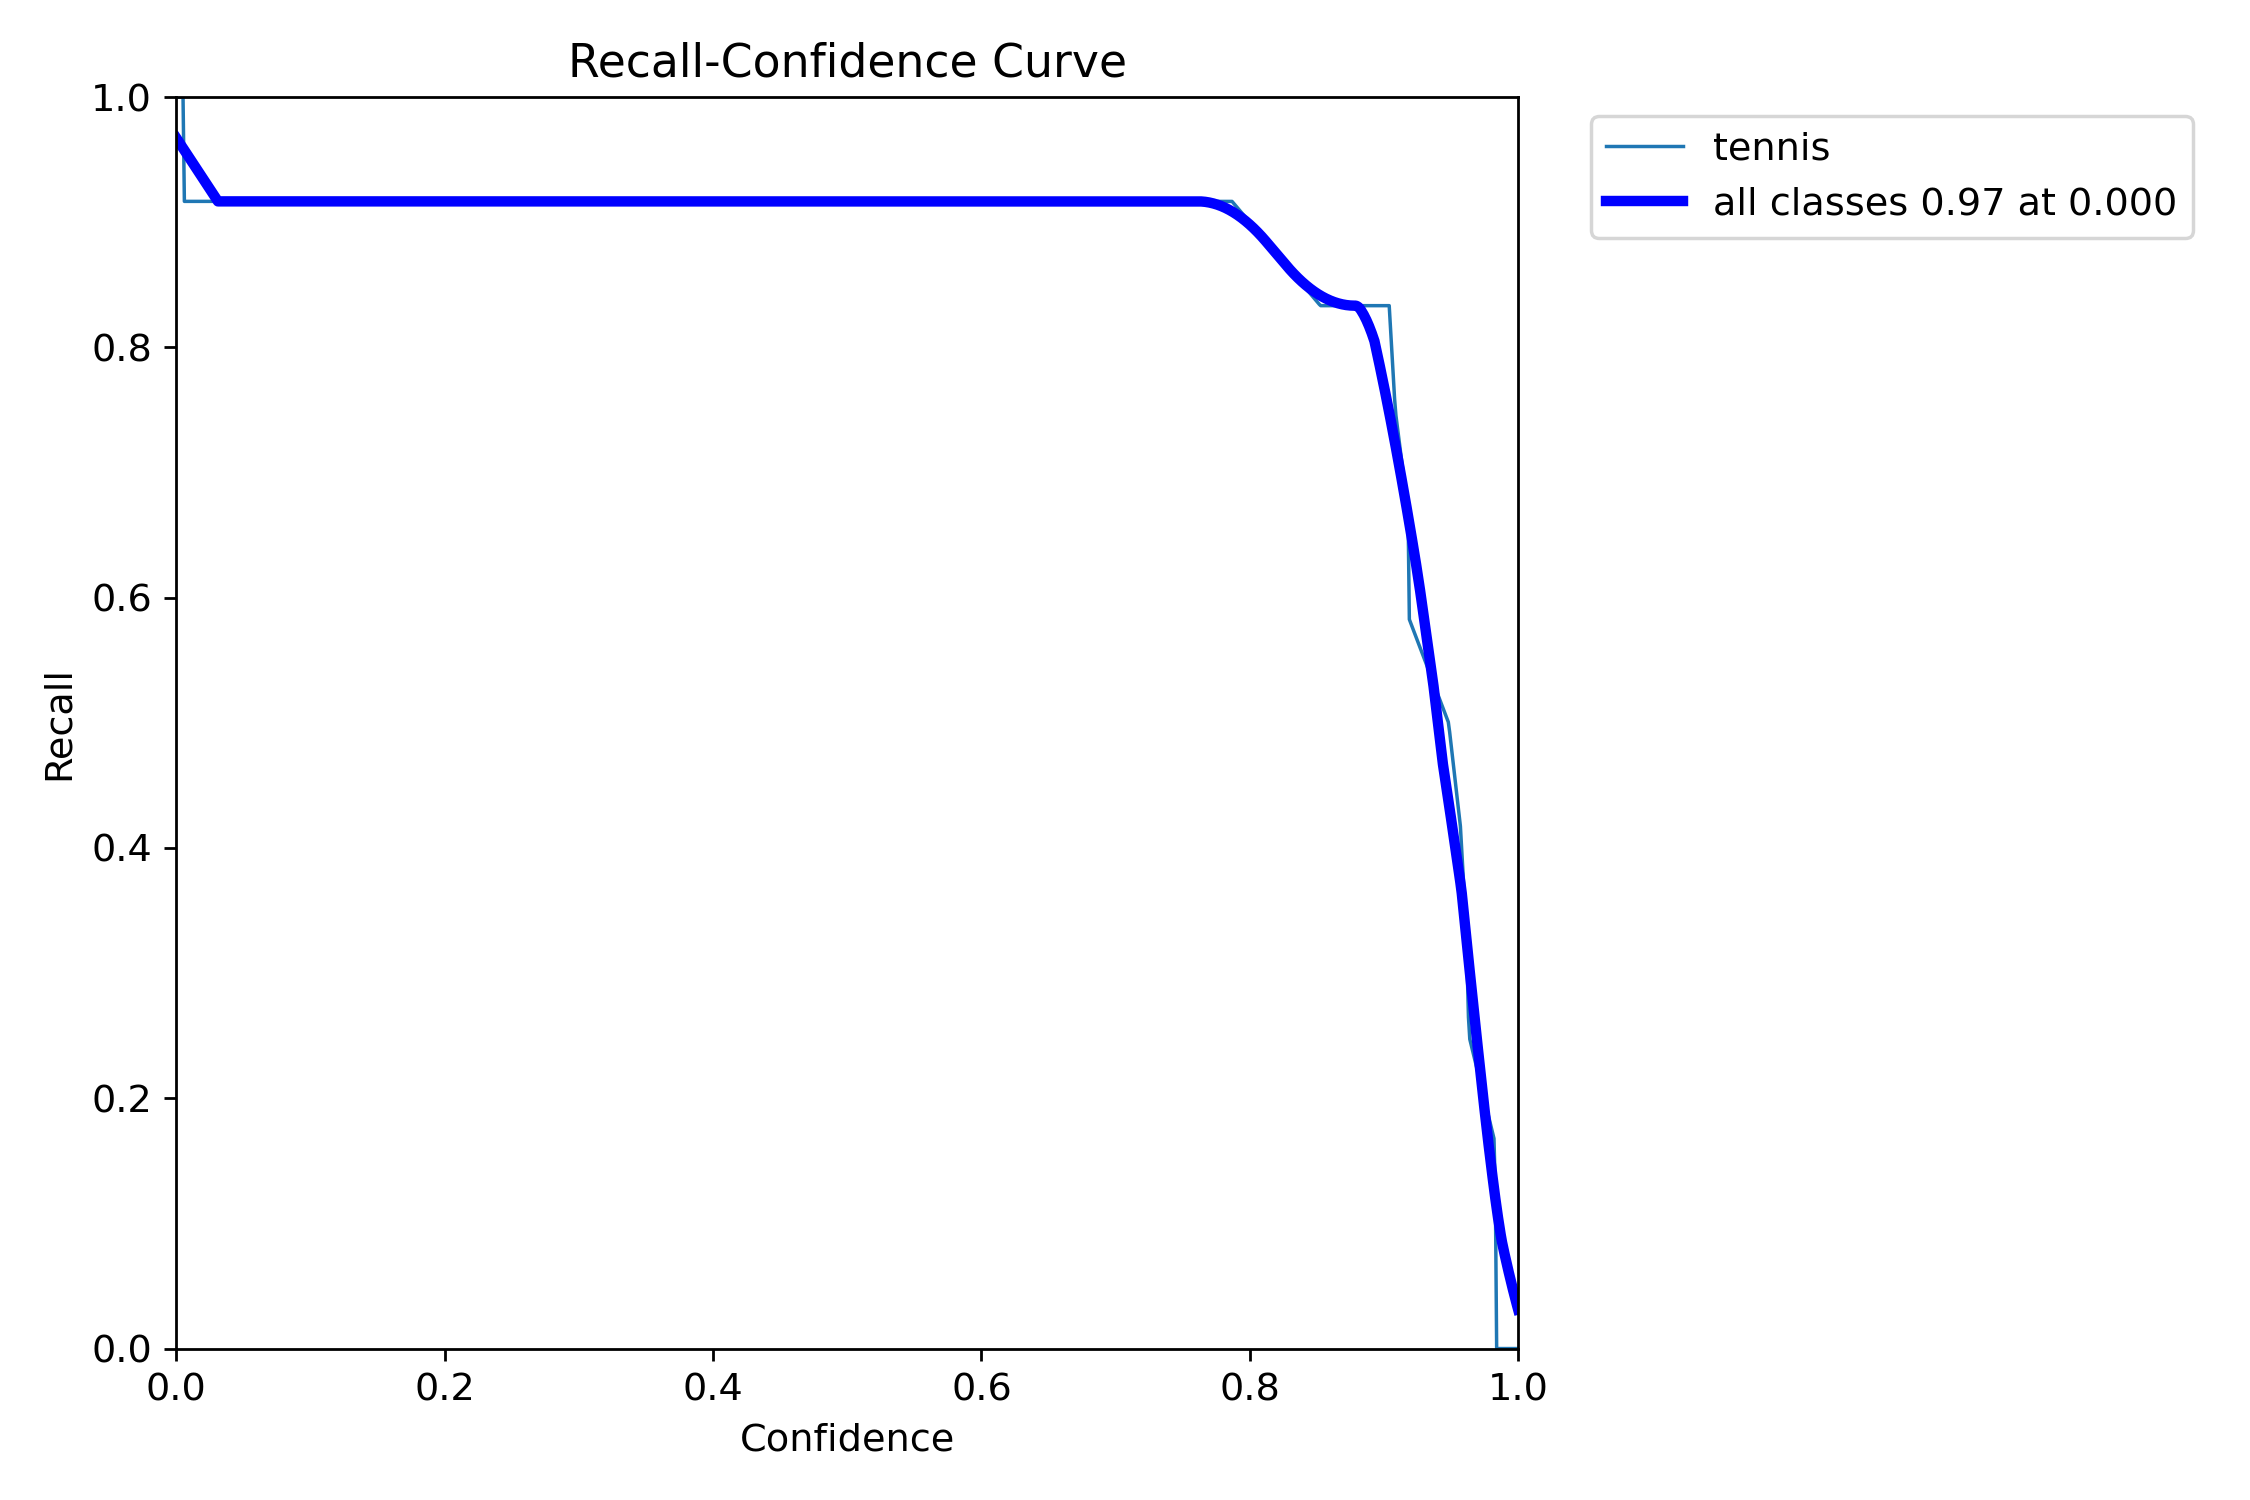 Recall-Confidence Curve
1.0
0.8
0.6
0.4
0.2
0.0
Recall
0.0 0.2 0.4 0.6 0.8 1.0
Confidence
tennis
all classes 0.97 at 0.000